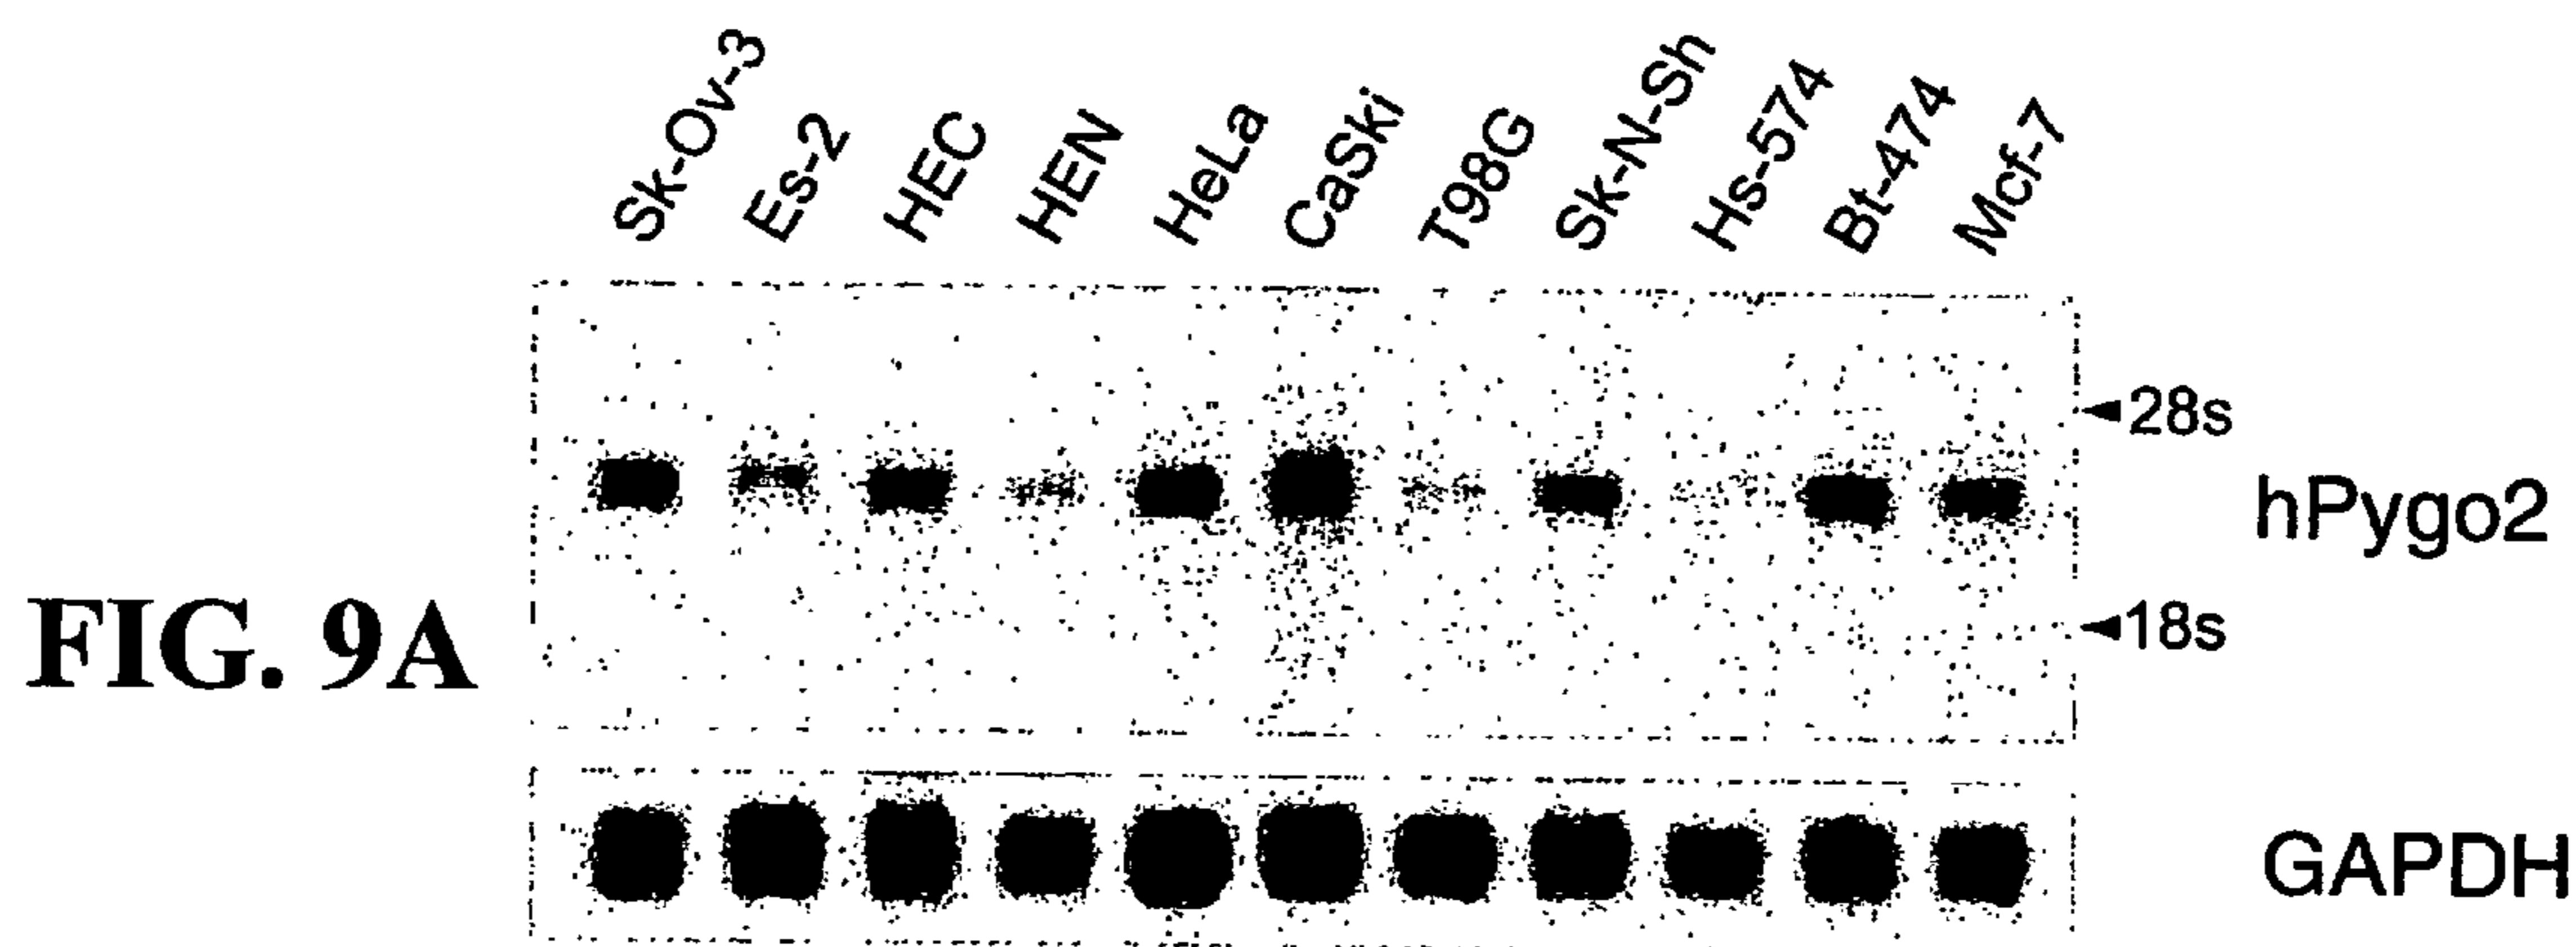 Sk-Ov-3 Es-2 HEC HEN HeLa CaSki T98G Sk-N-Sh Hs-574 Bt-474 Mcf-7
28s
hPygo2
18s
FIG. 9A
GAPDH